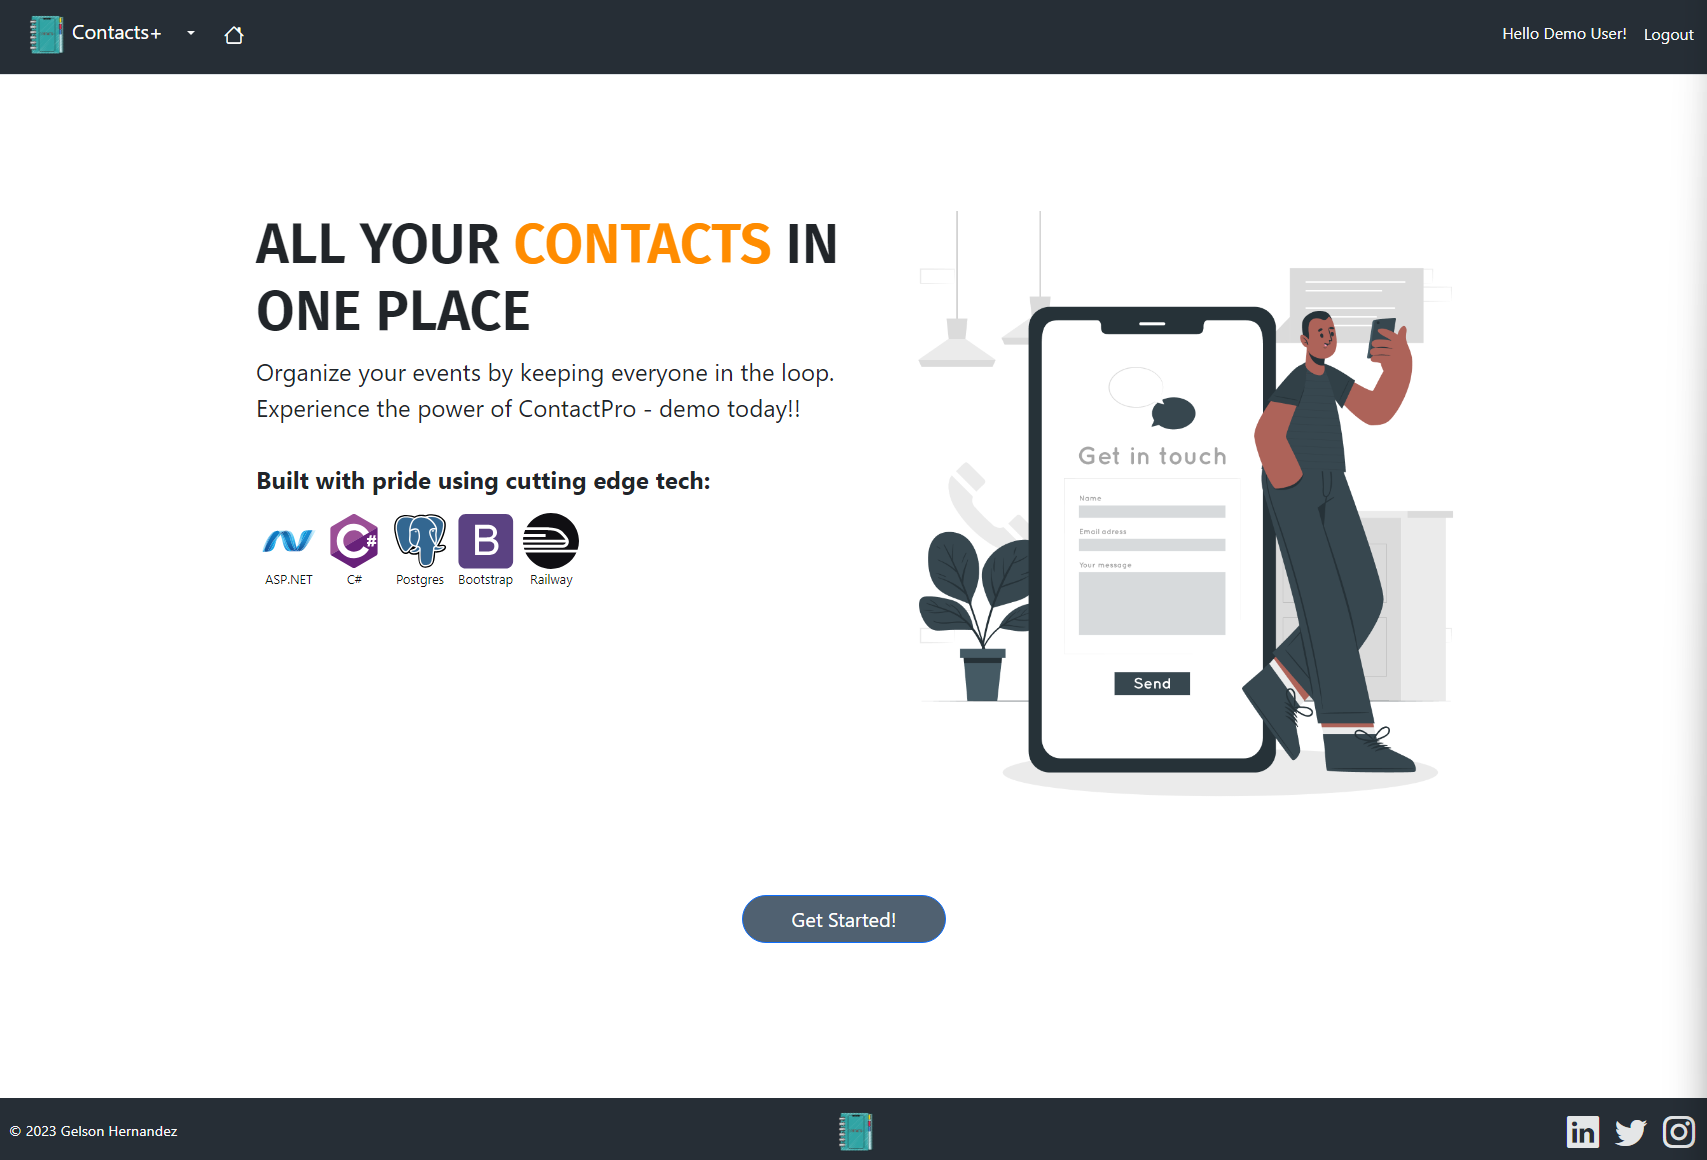 Contacts+
Hello Demo User!
Logout
ALL YOUR CONTACTS IN
ONE PLACE
Organize your events by keeping everyone in the loop.
Experience the power of ContactPro - demo today!!
Built with pride using cutting edge tech:
C#
B
ASP.NET
C#
Postgres
Bootstrap
Railway
Get in touch
Name
Email adress
Your message
Send
Get Started!
© 2023 Gelson Hernandez
in